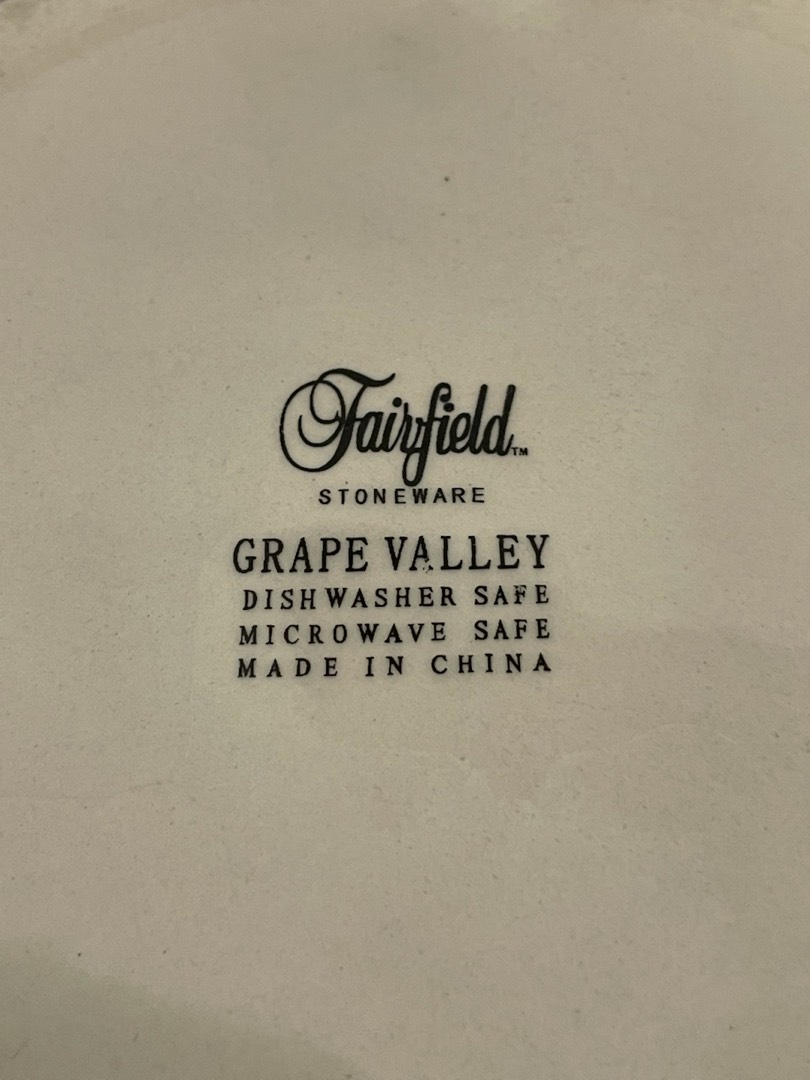 Fairfield™
STONEWARE
GRAPE VALLEY
DISHWASHER SAFE
MICROWAVE SAFE
MADE IN CHINA